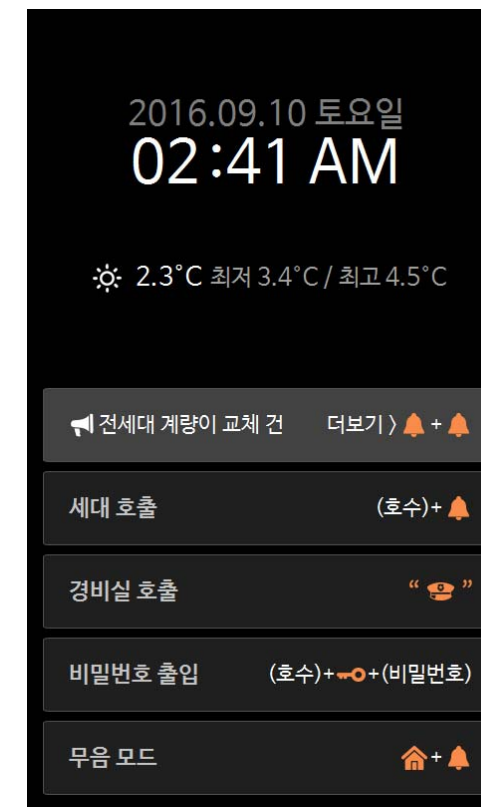 2016.09.10 토요일
02:41 AM
2.3°C 최저 3.4°C / 최고 4.5°C
전세대 계량이 교체 건 더보기 〉 +
세대 호출 (호수)+
경비실 호출 “ ”
비밀번호 출입 (호수)+ +(비밀번호)
무음 모드 +